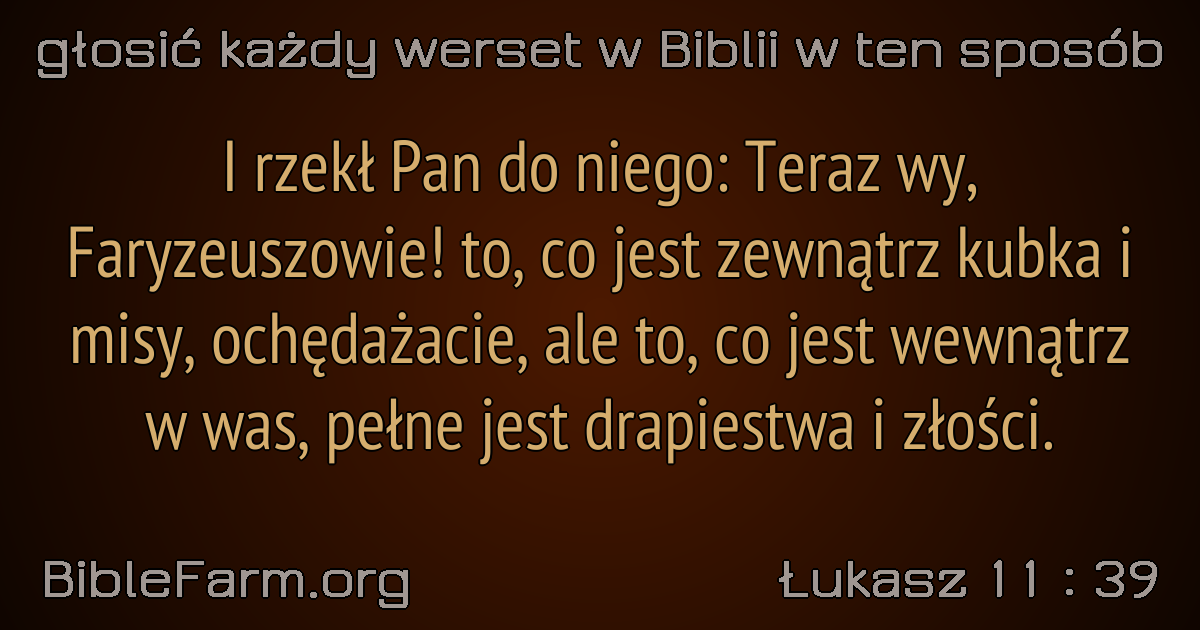 głosić każdy werset w Biblii w ten sposób
I rzekł Pan do niego: Teraz wy,
Faryzeuszowie! to, co jest zewnątrz kubka i
misy, ochędażacie, ale to, co jest wewnątrz
w was, pełne jest drapiestwa i złości.
BibleFarm.org
Łukasz 11 : 39